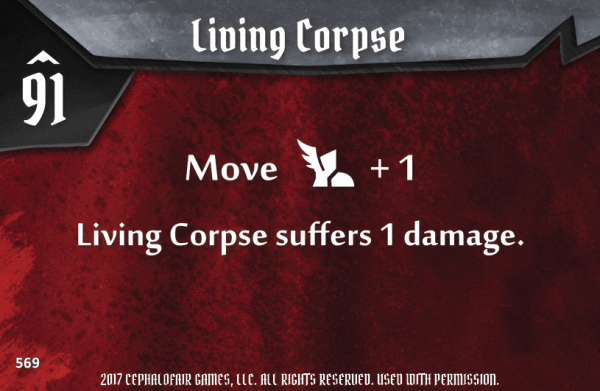 Living Corpse
91
Move + 1
Living Corpse suffers 1 damage.
569
2017 CEPHALOFAIR GAMES, LLC. ALL RIGHTS RESERVED. USED WITH PERMISSION.